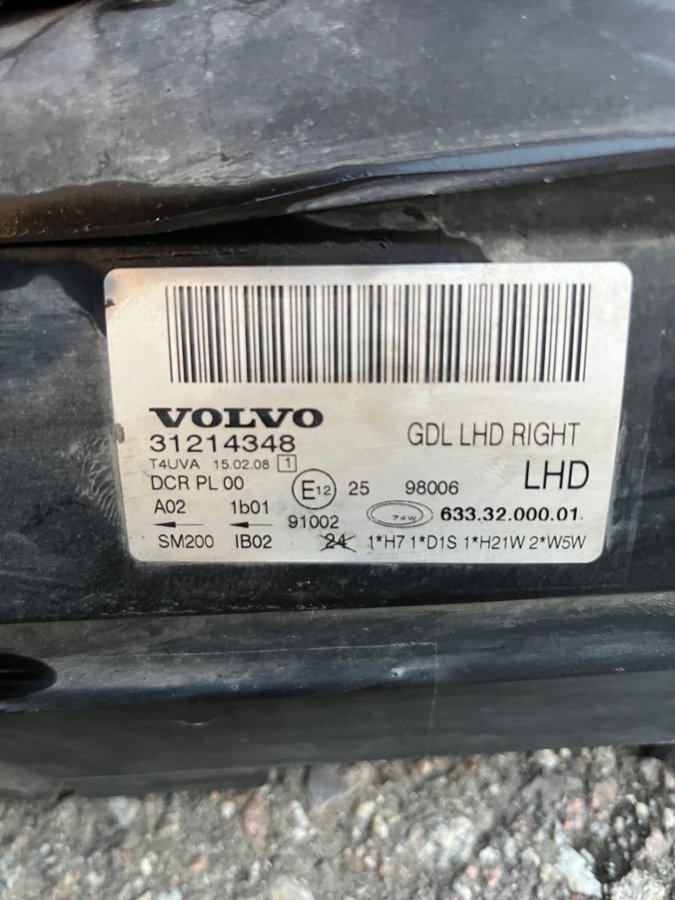 VOLVO
31214348
GDL LHD RIGHT
T4UVA 15.02.08 1
LHD
DCR PL 00
E12 25 98006
A02 1b01
91002
ZKW 633.32.000.01
SM200 IB02 24 1*H7 1*D1S 1*H21W 2*W5W